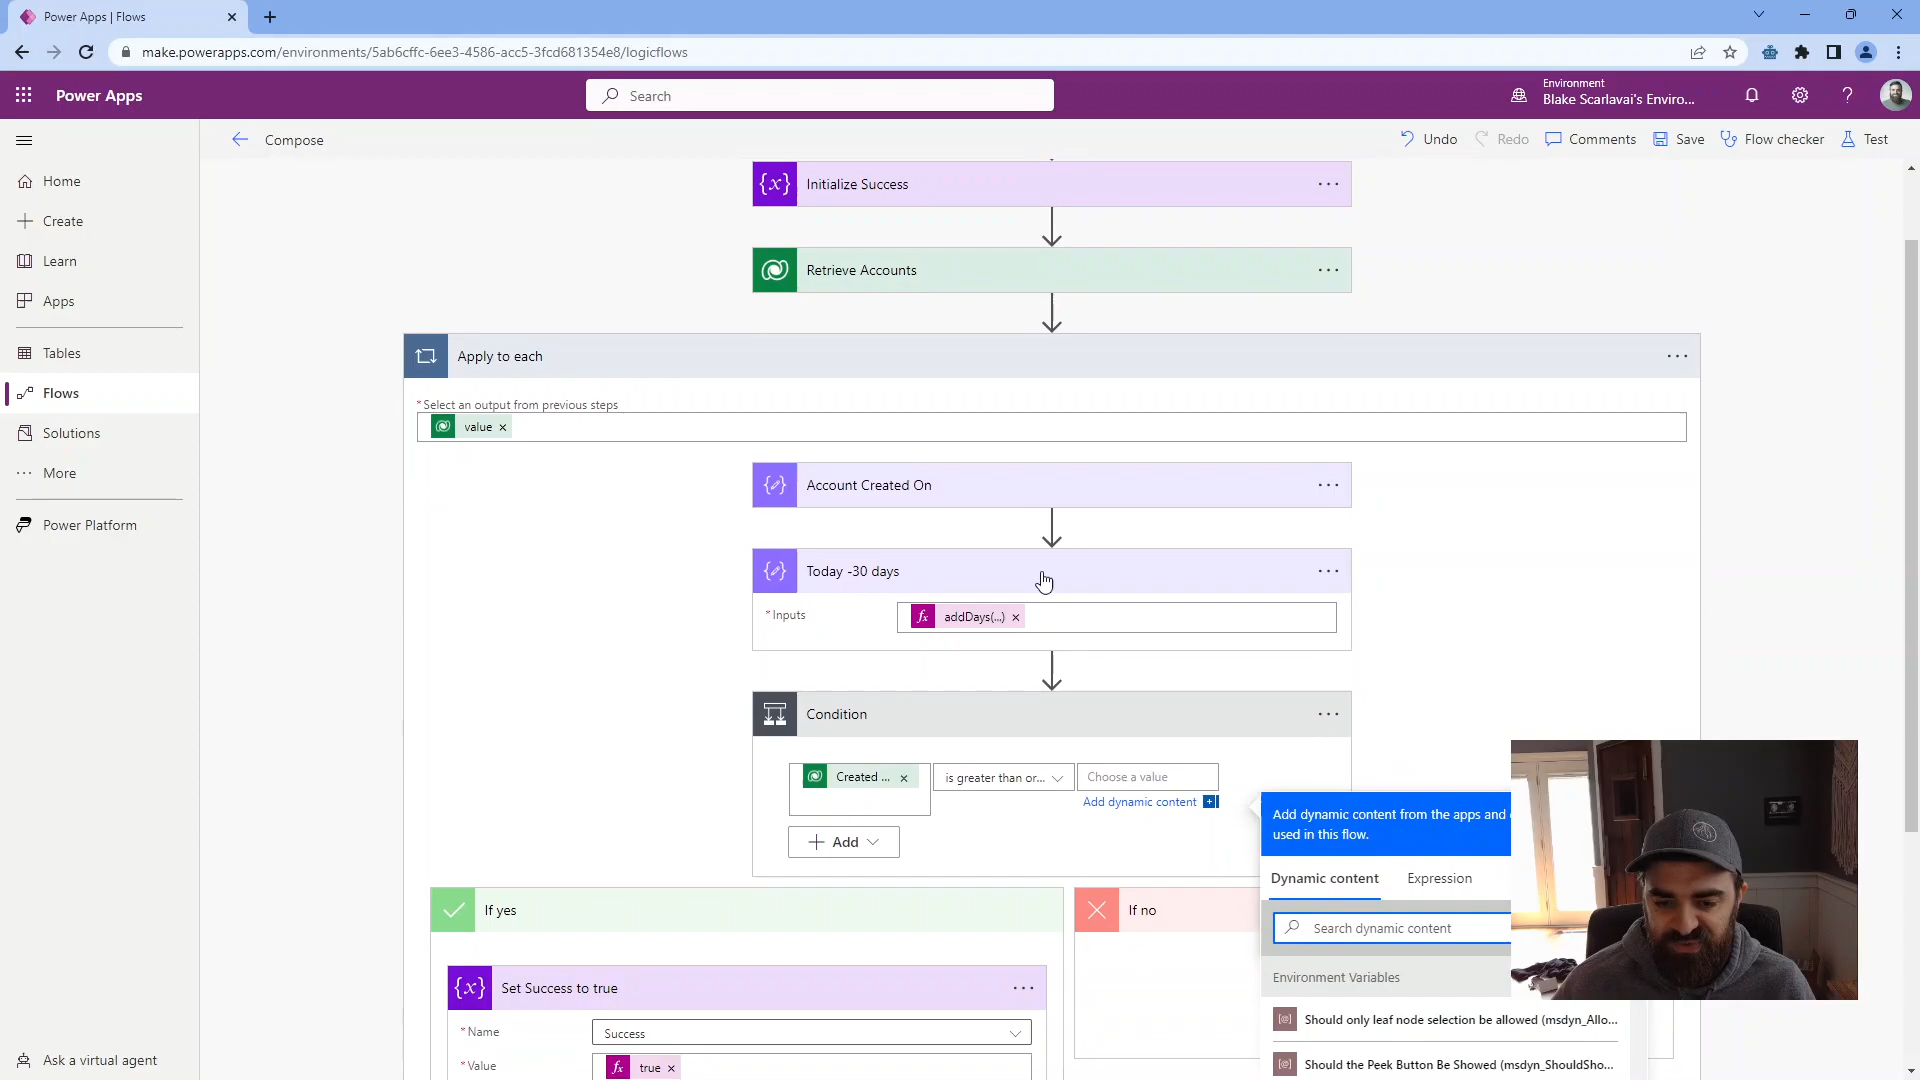 Power Apps | Flows
make.powerapps.com/environments/5ab6cffc-6ee3-4586-acc5-3fcd681354e8/logicflows
Power Apps
Search
Environment
Blake Scarlavai's Enviro...
Compose
Undo
Redo
Comments
Save
Flow checker
Test
Home
Create
Learn
Apps
Tables
Flows
Solutions
More
Power Platform
Ask a virtual agent
{x} Initialize Success
Retrieve Accounts
Apply to each
*Select an output from previous steps
value
Account Created On
Today -30 days
*Inputs
fx addDays(...)
Condition
Created ...
is greater than or...
Choose a value
Add dynamic content
Add
If yes
If no
{x} Set Success to true
*Name
Success
*Value
fx true
Add dynamic content from the apps and
used in this flow.
Dynamic content
Expression
Search dynamic content
Environment Variables
Should only leaf node selection be allowed (msdyn_Allo...
Should the Peek Button Be Showed (msdyn_ShouldSho...